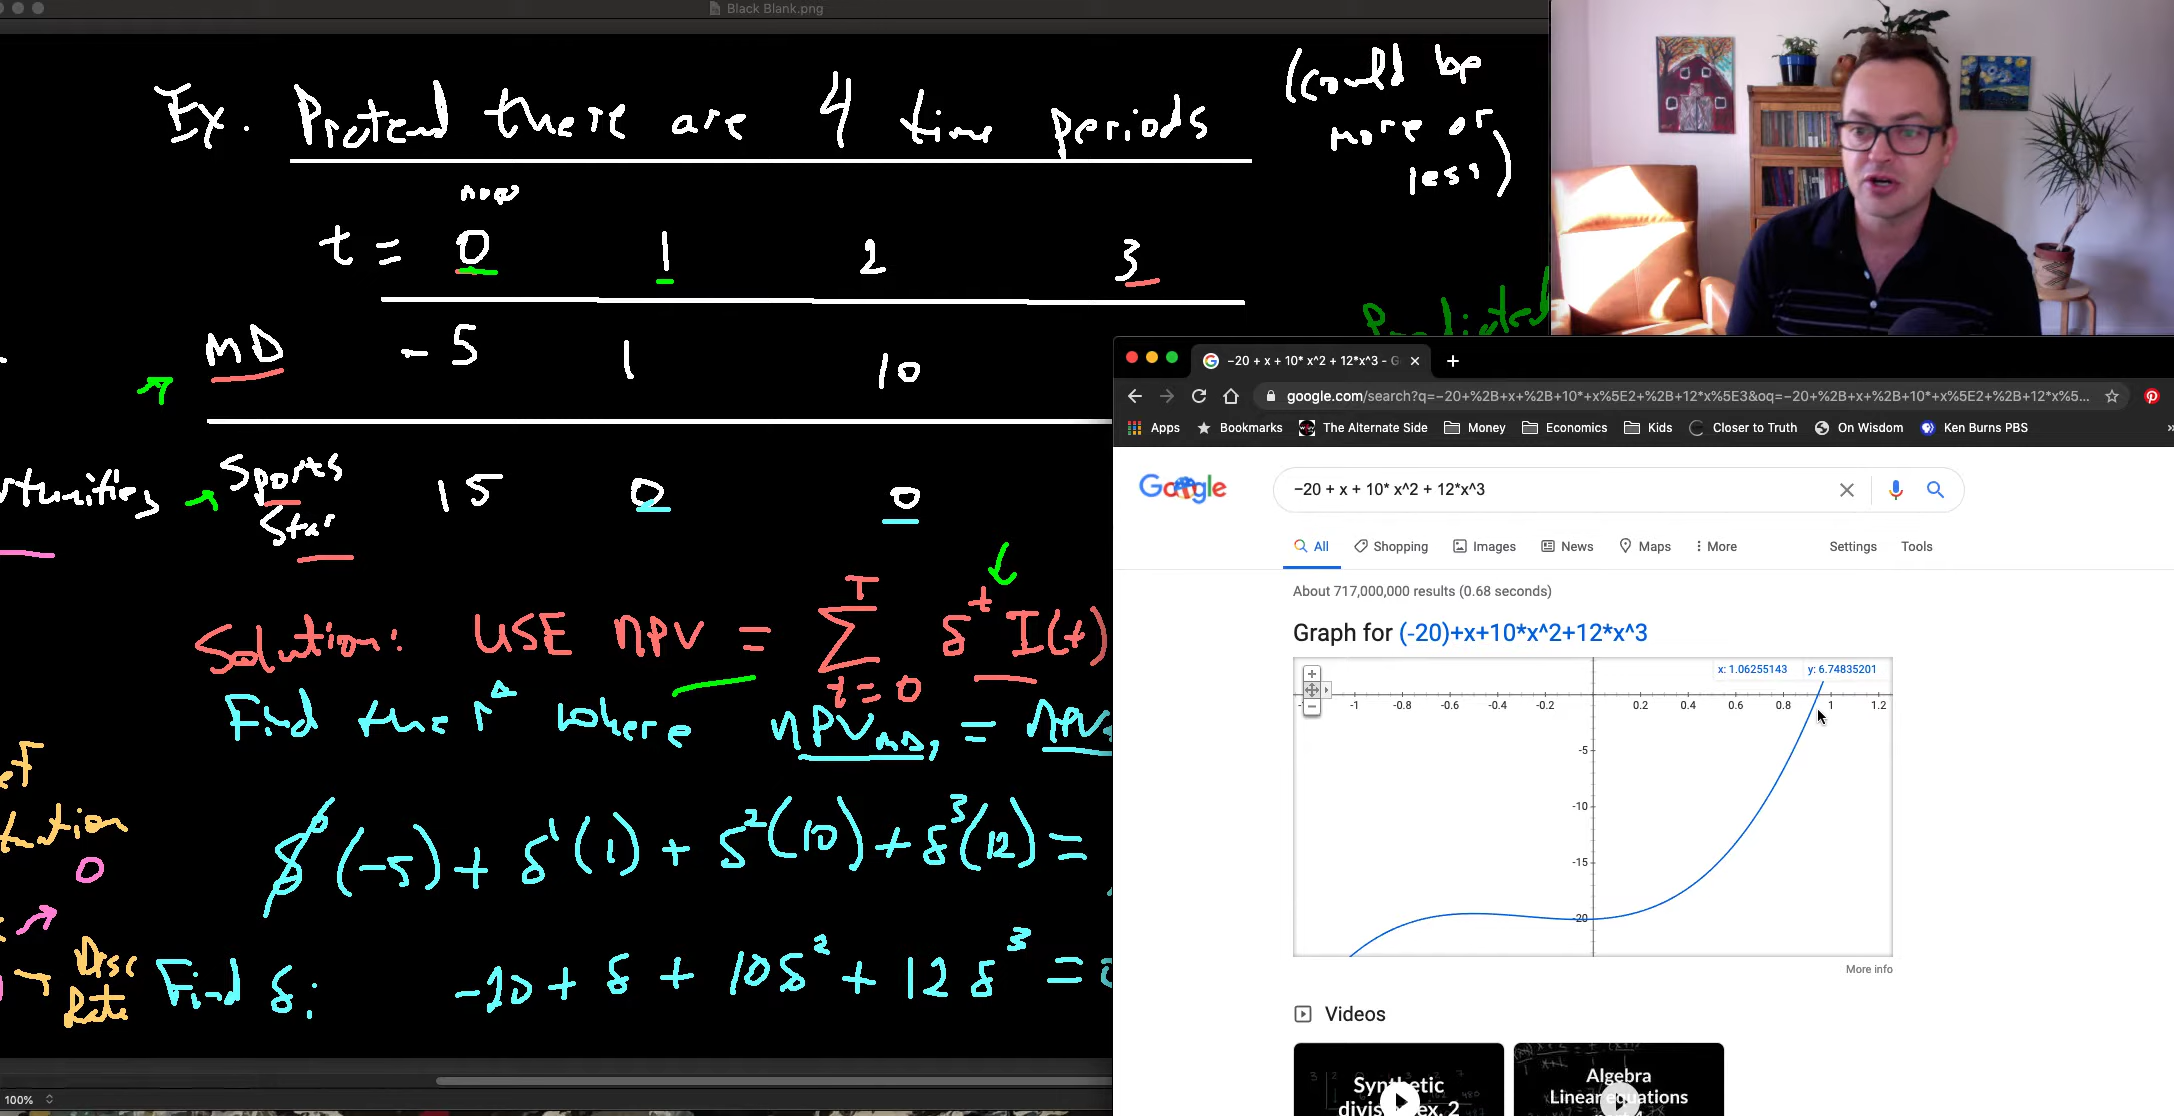 Black Blank.png
Ex. Pretend there are 4 time periods
(could be
more or
less)
now
t = 0 1 2 3
MD -5 1 10
Predicted
rtunities Sports
Star 15 0 0
Solution: USE NPV = T Σ t=0 δ^t I(t)
Find the r^Δ where NPV_MD, = NPV
δ^0 (-5) + δ^1 (1) + δ^2 (10) + δ^3 (12) =
0
Disc
Rate
Find δ: -20 + δ + 10δ^2 + 12δ^3 =
100%
−20 + x + 10* x^2 + 12*x^3 - G
google.com/search?q=−20+%2B+x+%2B+10*+x%5E2+%2B+12*x%5E3&oq=−20+%2B+x+%2B+10*+x%5E2+%2B+12*x%5...
Apps Bookmarks The Alternate Side Money Economics Kids Closer to Truth On Wisdom Ken Burns PBS
Google
−20 + x + 10* x^2 + 12*x^3
All Shopping Images News Maps More Settings Tools
About 717,000,000 results (0.68 seconds)
Graph for (-20)+x+10*x^2+12*x^3
x: 1.06255143 y: 6.74835201
-1 -0.8 -0.6 -0.4 -0.2 0.2 0.4 0.6 0.8 1 1.2
-5
-10
-15
-20
More info
Videos
Synthetic
Algebra
Linear equations